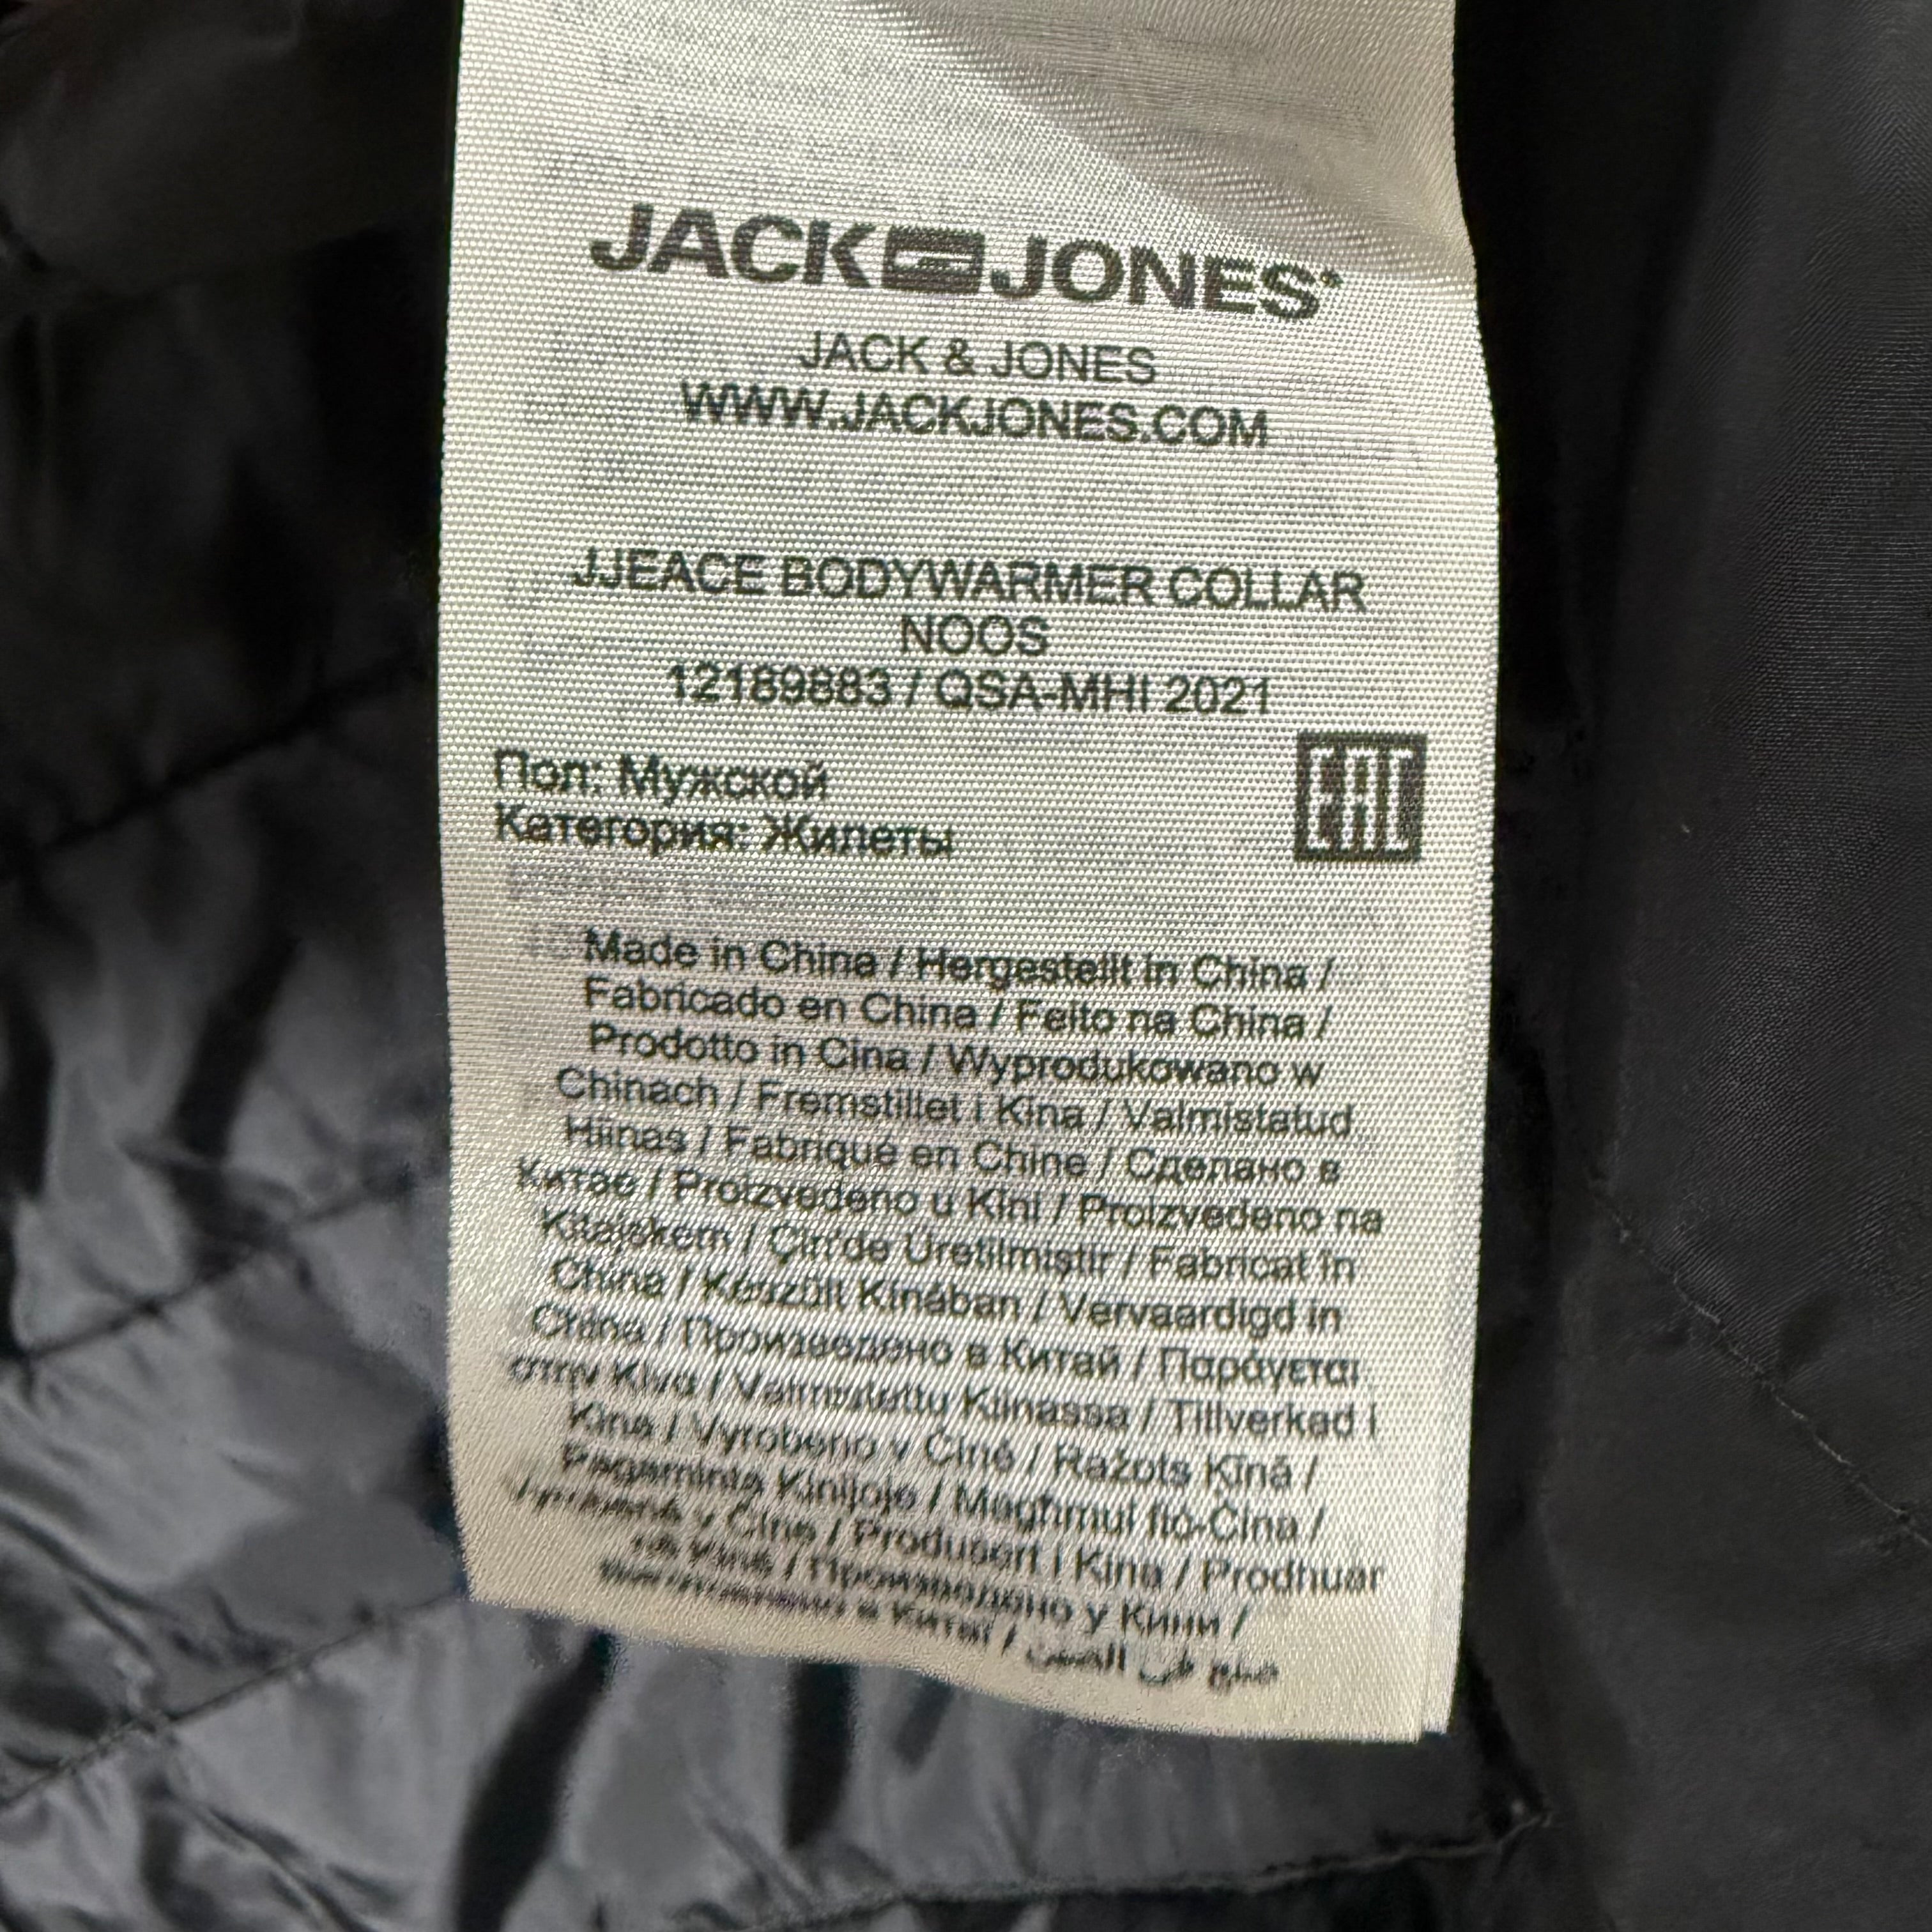 JACK JONES®
JACK & JONES
WWW.JACKJONES.COM
JJEACE BODYWARMER COLLAR
NOOS
12189883 / QSA-MHI 2021
Пол: Мужской
Категория: Жилеты
EAC
Made in China / Hergestellt in China /
Fabricado en China / Feito na China /
Prodotto in Cina / Wyprodukowano w
Chinach / Fremstillet i Kina / Valmistatud
Hiinas / Fabriqué en Chine / Сделано в
Китае / Proizvedeno u Kini / Proizvedeno na
Kitajskem / Çin'de Üretilmiştir / Fabricat în
China / Készült Kínában / Vervaardigd in
China / Произведено в Китай / Παράγεται
στην Κίνα / Valmistettu Kiinassa / Tillverkad i
Kina / Vyrobeno v Číně / Ražots Ķīnā /
Pagaminta Kinijoje / Magħmul fiċ-Ċina /
Vyrobené v Číne / Produsert i Kina / Prodhuar
në Kinë / Произведено у Кини /
в Китаї / صنع في الصين